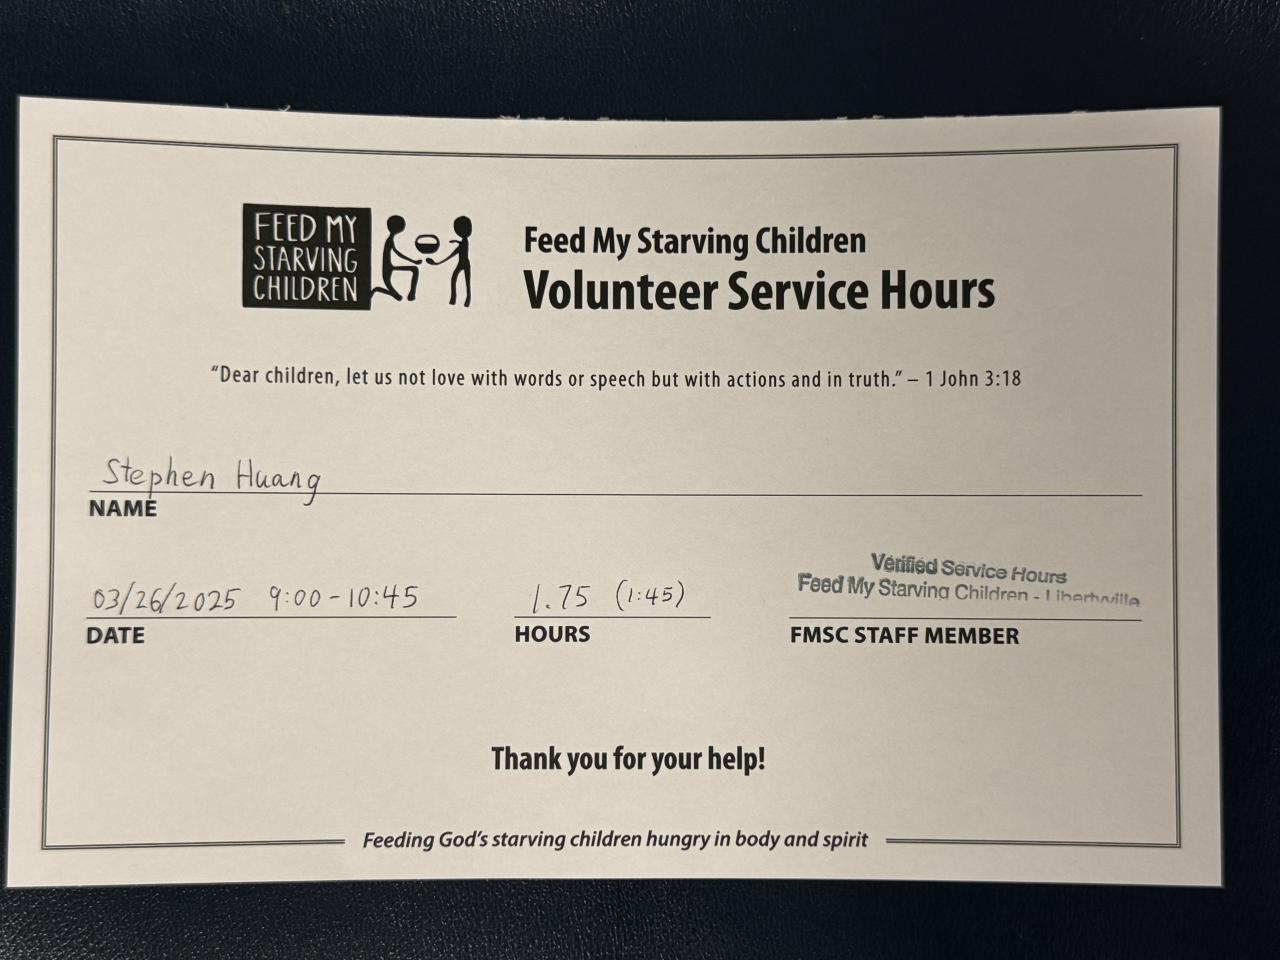 FEED MY
STARVING
CHILDREN
Feed My Starving Children
Volunteer Service Hours
“Dear children, let us not love with words or speech but with actions and in truth.” – 1 John 3:18
Stephen Huang
NAME
03/26/2025 9:00-10:45
DATE
1.75 (1:45)
HOURS
Verified Service Hours
Feed My Starving Children - Libertyville
FMSC STAFF MEMBER
Thank you for your help!
Feeding God's starving children hungry in body and spirit